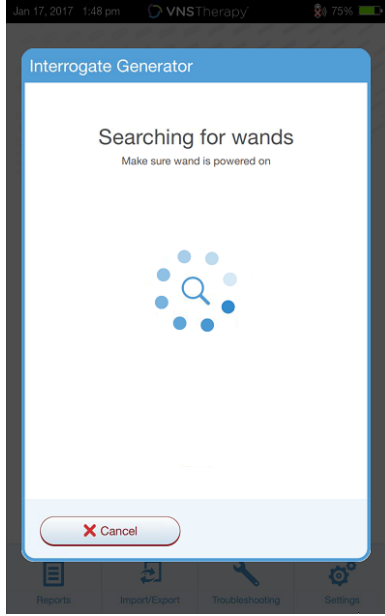 Jan 17, 2017 1:48 pm VNSTherapy 75%
Interrogate Generator
Searching for wands
Make sure wand is powered on
Cancel
Reports Import/Export Troubleshooting Settings